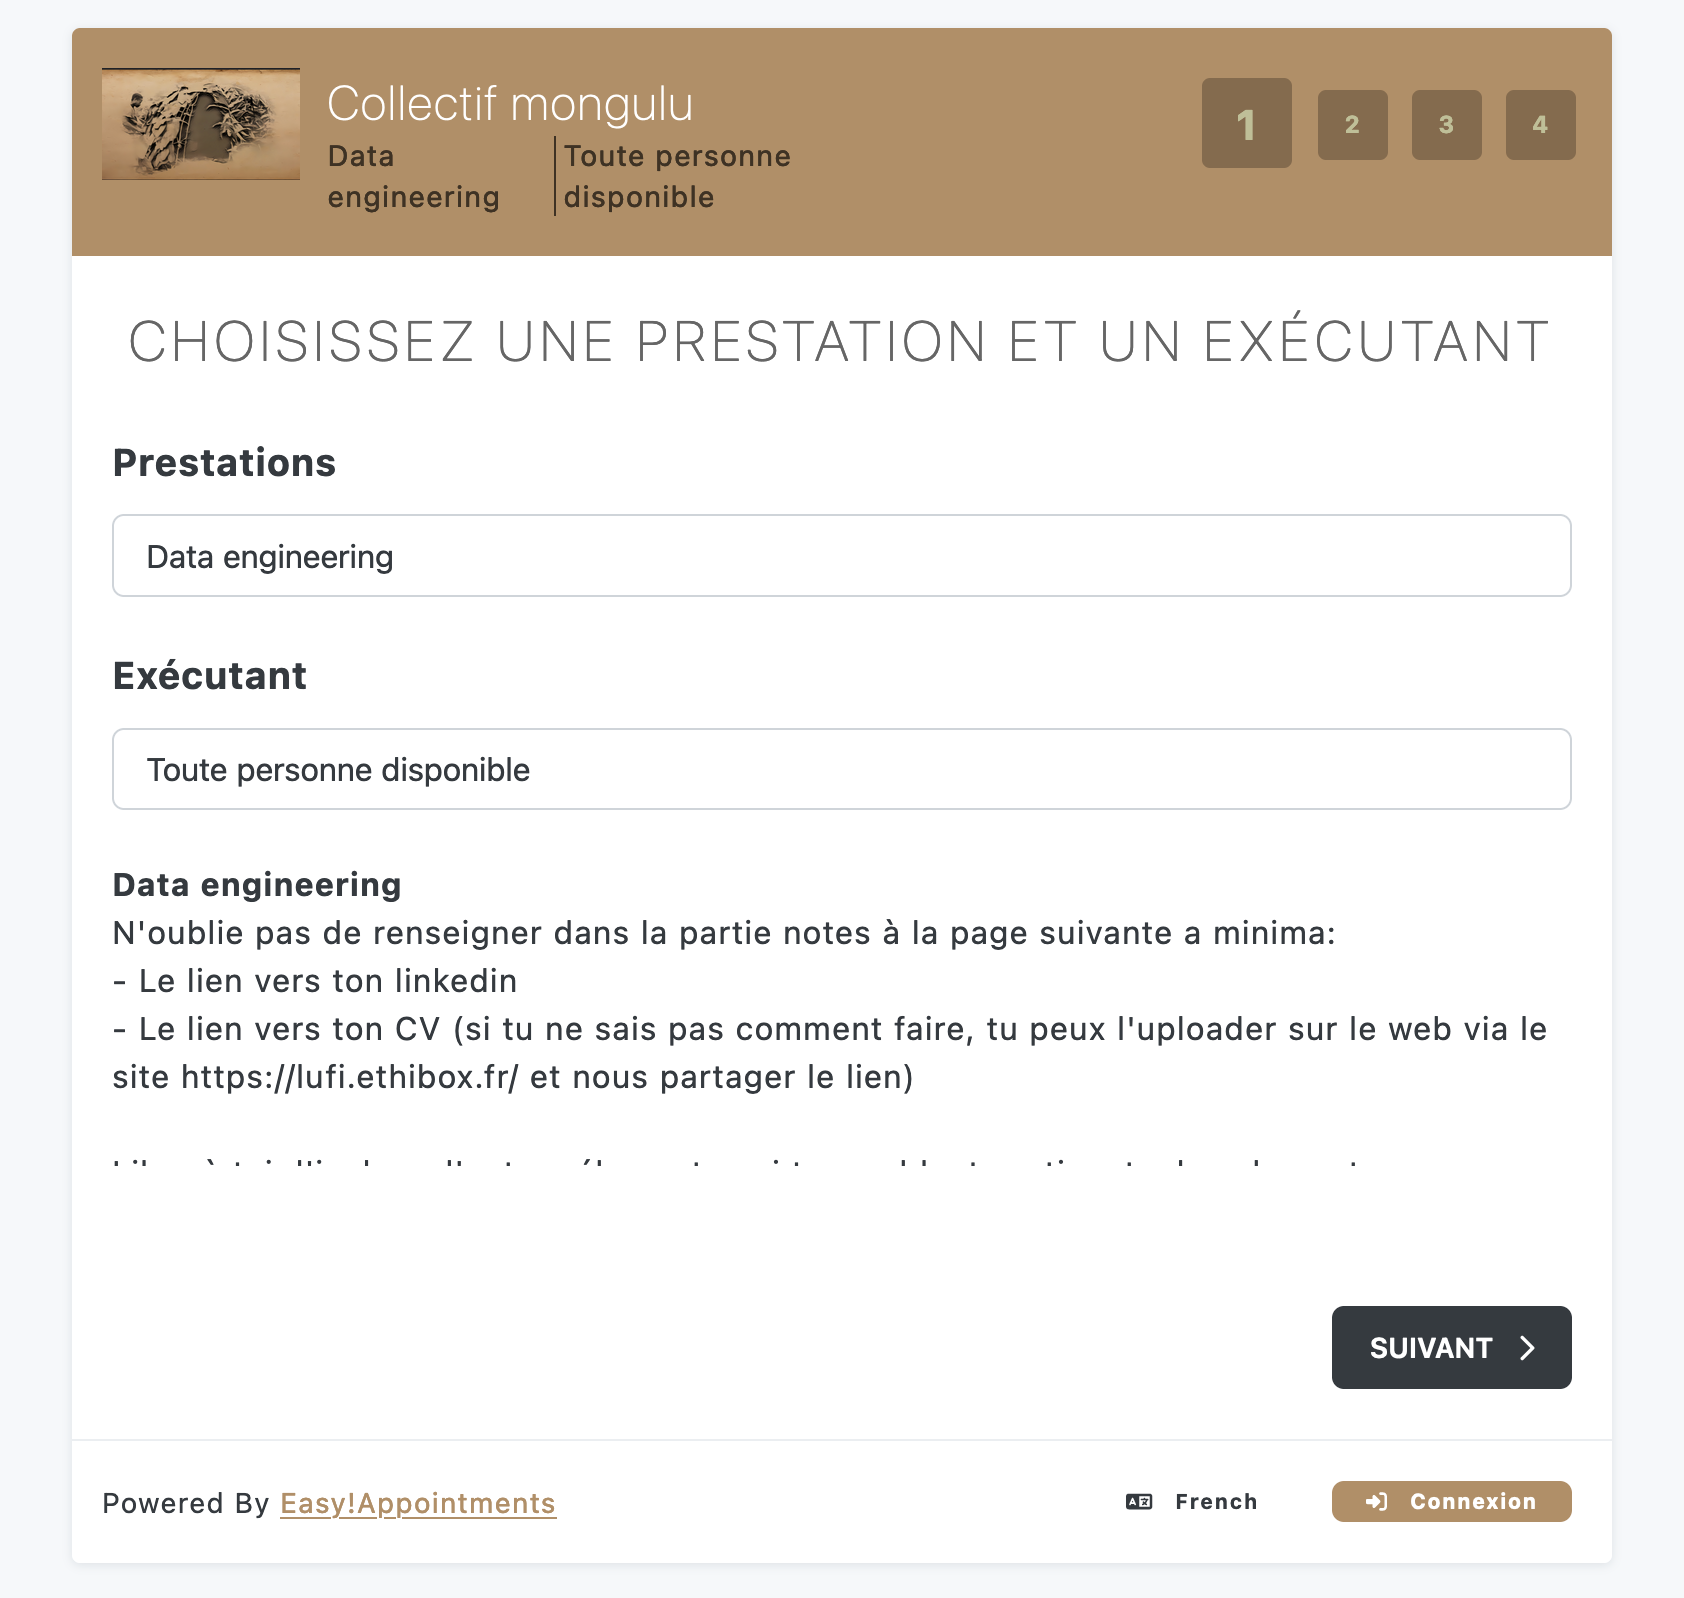 Collectif mongulu
Data
engineering
Toute personne
disponible
1
2
3
4
CHOISISSEZ UNE PRESTATION ET UN EXÉCUTANT
Prestations
Data engineering
Exécutant
Toute personne disponible
Data engineering
N'oublie pas de renseigner dans la partie notes à la page suivante a minima:
- Le lien vers ton linkedin
- Le lien vers ton CV (si tu ne sais pas comment faire, tu peux l'uploader sur le web via le
site https://lufi.ethibox.fr/ et nous partager le lien)
SUIVANT
Powered By Easy!Appointments
French
Connexion